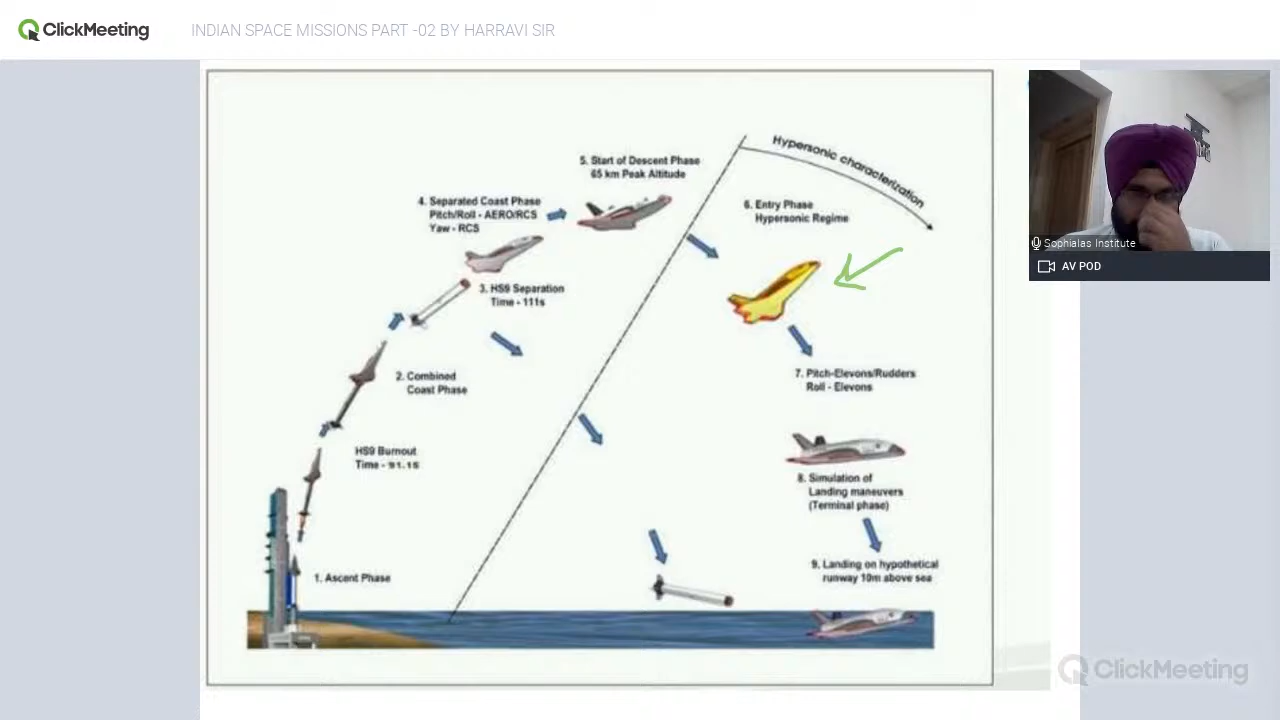 ClickMeeting
INDIAN SPACE MISSIONS PART -02 BY HARRAVI SIR
Hypersonic characterization
5. Start of Descent Phase
65 km Peak Altitude
4. Separated Coast Phase
Pitch/Roll - AERO/RCS
Yaw - RCS
6. Entry Phase
Hypersonic Regime
3. HS9 Separation
Time - 111s
2. Combined
Coast Phase
7. Pitch-Elevons/Rudders
Roll - Elevons
HS9 Burnout
Time - 91.1s
8. Simulation of
Landing maneuvers
(Terminal phase)
1. Ascent Phase
9. Landing on hypothetical
runway 10m above sea
Sophialas Institute
AV POD
ClickMeeting